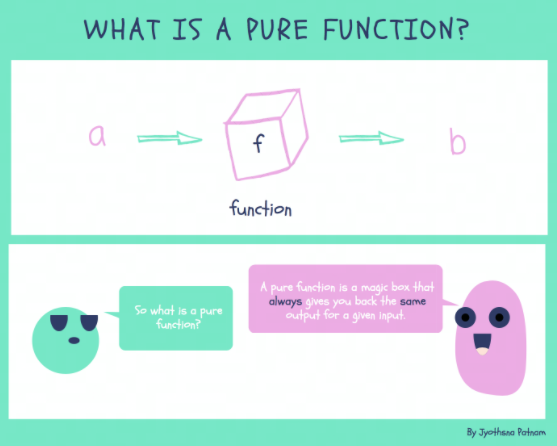 WHAT IS A PURE FUNCTION?
a
f
b
function
So what is a pure
function?
A pure function is a magic box that
always gives you back the same
output for a given input.
By Jyothsna Patnam